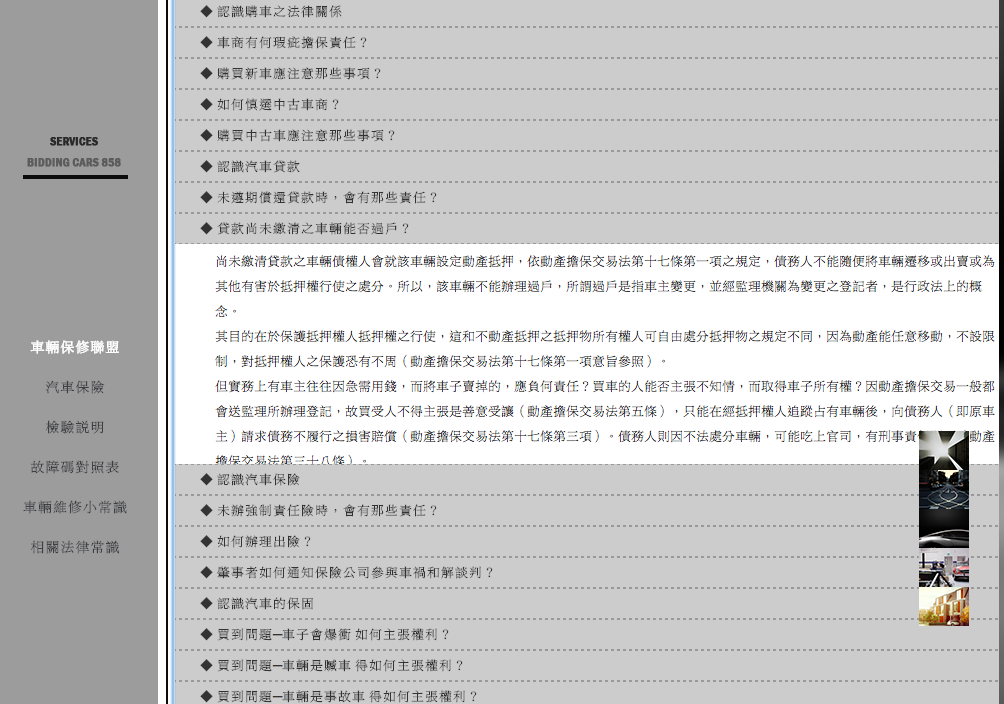 SERVICES
BIDDING CARS 858
車輛保修聯盟
汽車保險
檢驗說明
故障碼對照表
車輛維修小常識
相關法律常識
◆ 認識購車之法律關係
◆ 車商有何瑕疵擔保責任？
◆ 購買新車應注意那些事項？
◆ 如何慎選中古車商？
◆ 購買中古車應注意那些事項？
◆ 認識汽車貸款
◆ 未遵期償還貸款時，會有那些責任？
◆ 貸款尚未繳清之車輛能否過戶？
尚未繳清貸款之車輛債權人會就該車輛設定動產抵押，依動產擔保交易法第十七條第一項之規定，債務人不能隨便將車輛遷移或出賣或為
其他有害於抵押權行使之處分。所以，該車輛不能辦理過戶，所謂過戶是指車主變更，並經監理機關為變更之登記者，是行政法上的概
念。
其目的在於保護抵押權人抵押權之行使，這和不動產抵押之抵押物所有權人可自由處分抵押物之規定不同，因為動產能任意移動，不設限
制，對抵押權人之保護恐有不周（動產擔保交易法第十七條第一項意旨參照）。
但實務上有車主往往因急需用錢，而將車子賣掉的，應負何責任？買車的人能否主張不知情，而取得車子所有權？因動產擔保交易一般都
會送監理所辦理登記，故買受人不得主張是善意受讓（動產擔保交易法第五條），只能在經抵押權人追蹤占有車輛後，向債務人（即原車
主）請求債務不履行之損害賠償（動產擔保交易法第十七條第三項）。債務人則因不法處分車輛，可能吃上官司，有刑事責 動產
擔保交易法第三十八條）。
◆ 認識汽車保險
◆ 未辦強制責任險時，會有那些責任？
◆ 如何辦理出險？
◆ 肇事者如何通知保險公司參與車禍和解談判？
◆ 認識汽車的保固
◆ 買到問題─車子會爆衝 如何主張權利？
◆ 買到問題─車輛是贓車 得如何主張權利？
◆ 買到問題─車輛是事故車 得如何主張權利？